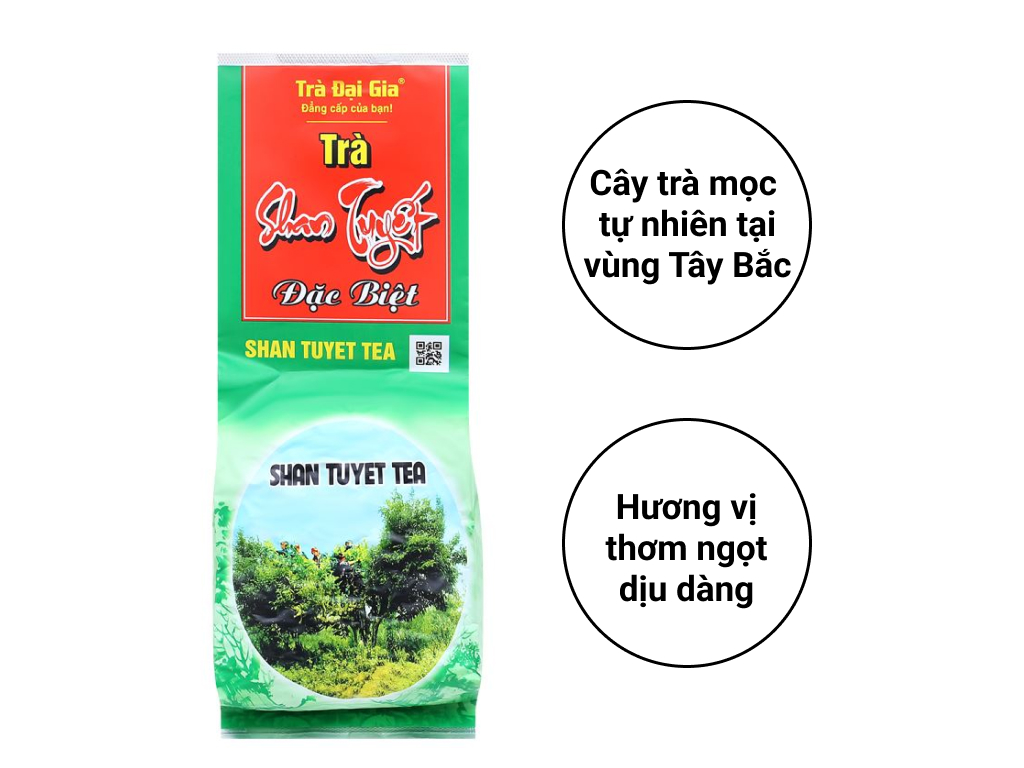 Trà Đại Gia®
Đẳng cấp của bạn!
Trà
Shan Tuyết
Đặc Biệt
SHAN TUYET TEA
SHAN TUYET TEA
Cây trà mọc
tự nhiên tại
vùng Tây Bắc
Hương vị
thơm ngọt
dịu dàng